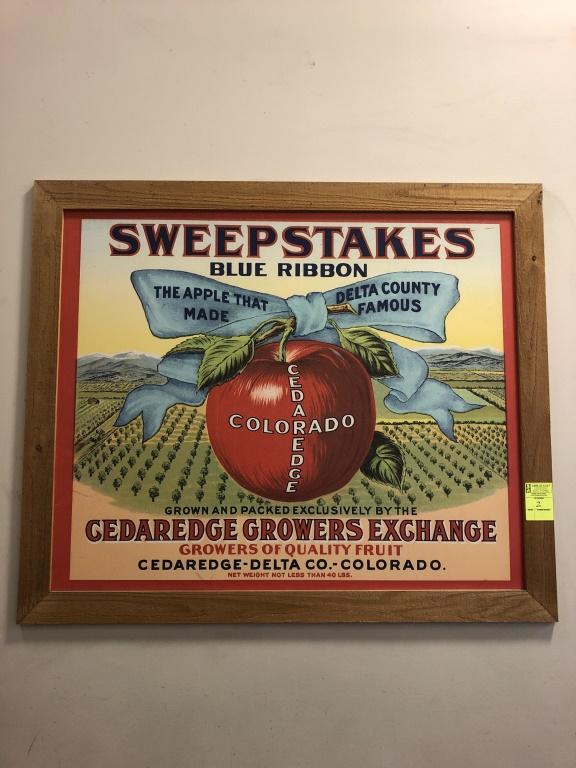 SWEEPSTAKES
BLUE RIBBON
THE APPLE THAT
MADE
DELTA COUNTY
FAMOUS
CEDAREDGE
COLORADO
GROWN AND PACKED EXCLUSIVELY BY THE
CEDAREDGE GROWERS EXCHANGE
GROWERS OF QUALITY FRUIT
CEDAREDGE-DELTA CO.-COLORADO.
NET WEIGHT NOT LESS THAN 40 LBS.